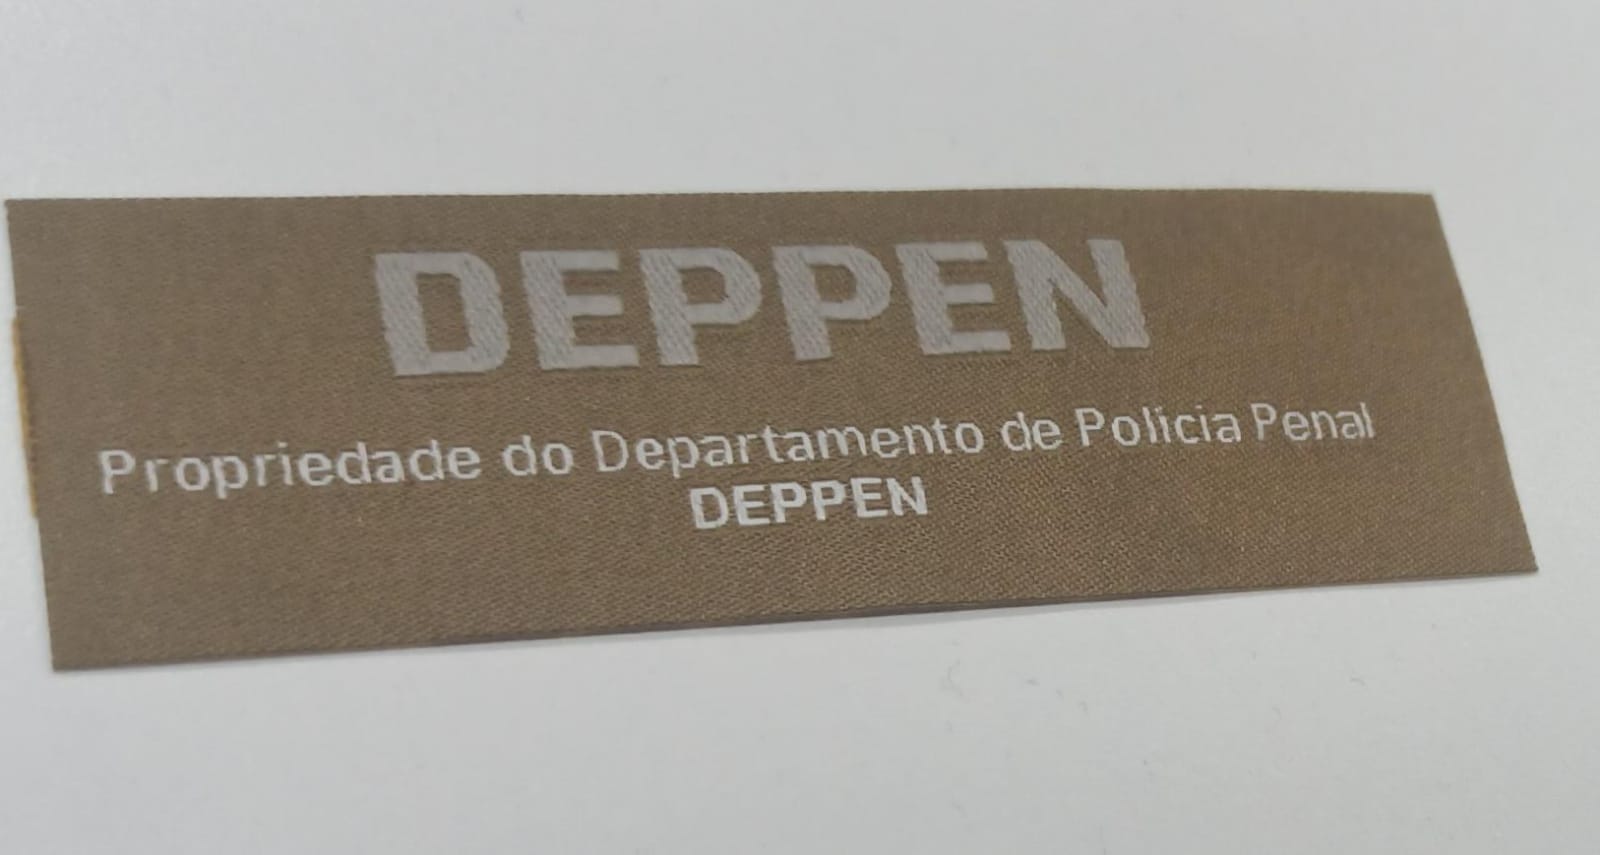 DEPPEN
Propriedade do Departamento de Polícia Penal
DEPPEN